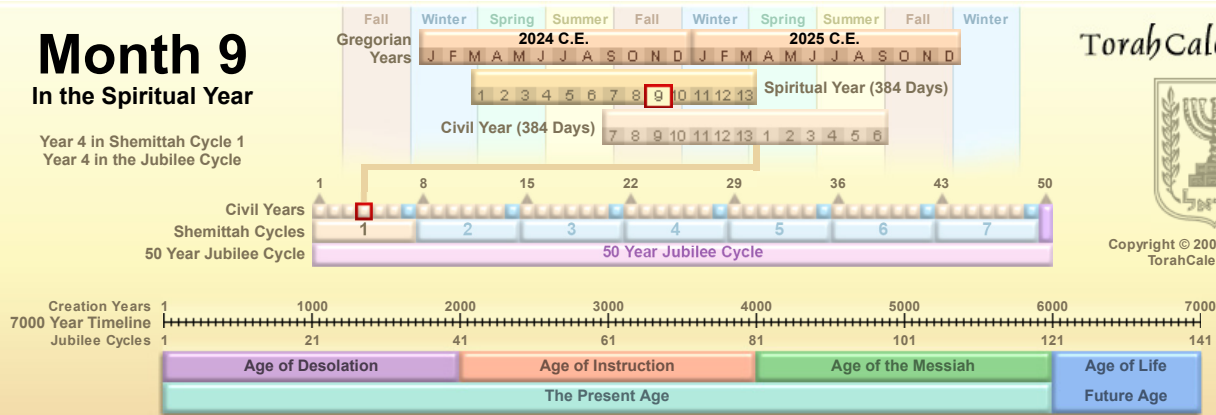 Month 9
In the Spiritual Year
Year 4 in Shemittah Cycle 1
Year 4 in the Jubilee Cycle
Fall Winter Spring Summer Fall Winter Spring Summer Fall Winter
Gregorian Years
2024 C.E. 2025 C.E.
J F M A M J J A S O N D J F M A M J J A S O N D
1 2 3 4 5 6 7 8 9 10 11 12 13 Spiritual Year (384 Days)
Civil Year (384 Days) 7 8 9 10 11 12 13 1 2 3 4 5 6
1 8 15 22 29 36 43 50
Civil Years
Shemittah Cycles 1 2 3 4 5 6 7
50 Year Jubilee Cycle 50 Year Jubilee Cycle
TorahCale
Copyright © 200
TorahCale
Creation Years 1 1000 2000 3000 4000 5000 6000 7000
7000 Year Timeline
Jubilee Cycles 1 21 41 61 81 101 121 141
Age of Desolation Age of Instruction Age of the Messiah Age of Life
The Present Age Future Age